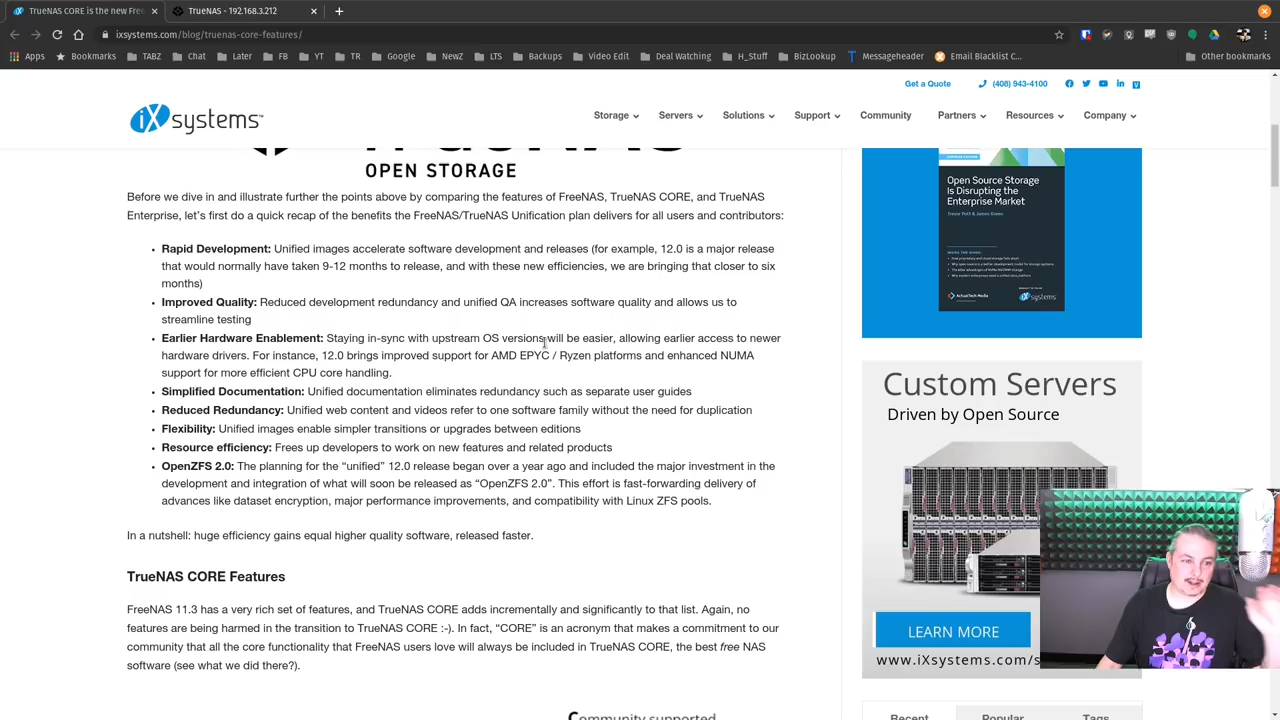 TrueNAS CORE is the new Free
TrueNAS - 192.168.3.212
ixsystems.com/blog/truenas-core-features/
Apps
Bookmarks
TABZ
Chat
Later
FB
YT
TR
Google
NewZ
LTS
Backups
Video Edit
Deal Watching
H_Stuff
BizLookup
Messageheader
Email Blacklist C...
Other bookmarks
Get a Quote
(408) 943-4100
iXsystems
Storage
Servers
Solutions
Support
Community
Partners
Resources
Company
OPEN STORAGE
Before we dive in and illustrate further the points above by comparing the features of FreeNAS, TrueNAS CORE, and TrueNAS
Enterprise, let's first do a quick recap of the benefits the FreeNAS/TrueNAS Unification plan delivers for all users and contributors:
• Rapid Development: Unified images accelerate software development and releases (for example, 12.0 is a major release
that would normally have been 9-12 months to release, and with these new efficiencies, we are bringing that closer to six
months)
• Improved Quality: Reduced development redundancy and unified QA increases software quality and allows us to
streamline testing
• Earlier Hardware Enablement: Staying in-sync with upstream OS versions will be easier, allowing earlier access to newer
hardware drivers. For instance, 12.0 brings improved support for AMD EPYC / Ryzen platforms and enhanced NUMA
support for more efficient CPU core handling.
• Simplified Documentation: Unified documentation eliminates redundancy such as separate user guides
• Reduced Redundancy: Unified web content and videos refer to one software family without the need for duplication
• Flexibility: Unified images enable simpler transitions or upgrades between editions
• Resource efficiency: Frees up developers to work on new features and related products
• OpenZFS 2.0: The planning for the “unified” 12.0 release began over a year ago and included the major investment in the
development and integration of what will soon be released as “OpenZFS 2.0”. This effort is fast-forwarding delivery of
advances like dataset encryption, major performance improvements, and compatibility with Linux ZFS pools.
In a nutshell: huge efficiency gains equal higher quality software, released faster.
TrueNAS CORE Features
FreeNAS 11.3 has a very rich set of features, and TrueNAS CORE adds incrementally and significantly to that list. Again, no
features are being harmed in the transition to TrueNAS CORE :-). In fact, “CORE” is an acronym that makes a commitment to our
community that all the core functionality that FreeNAS users love will always be included in TrueNAS CORE, the best free NAS
software (see what we did there?).
Community supported
Open Source Storage
Is Disrupting the
Enterprise Market
Trevor Pott & James Green
ActualTech Media
iXsystems
Custom Servers
Driven by Open Source
LEARN MORE
www.iXsystems.com/s
Recent
Popular
Tags